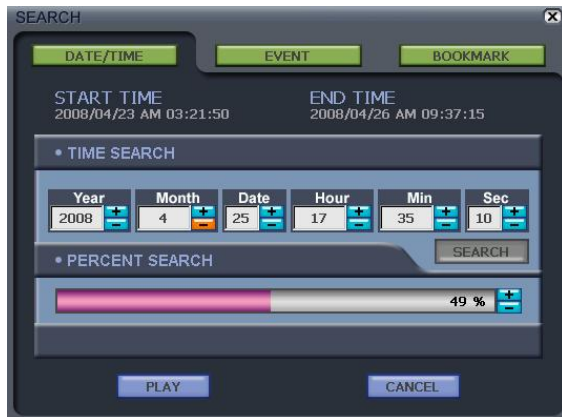 SEARCH
DATE/TIME EVENT BOOKMARK
START TIME END TIME
2008/04/23 AM 03:21:50 2008/04/26 AM 09:37:15
• TIME SEARCH
Year Month Date Hour Min Sec
2008 + − 4 + − 25 + − 17 + − 35 + − 10 + −
SEARCH
• PERCENT SEARCH
49 % + −
PLAY CANCEL